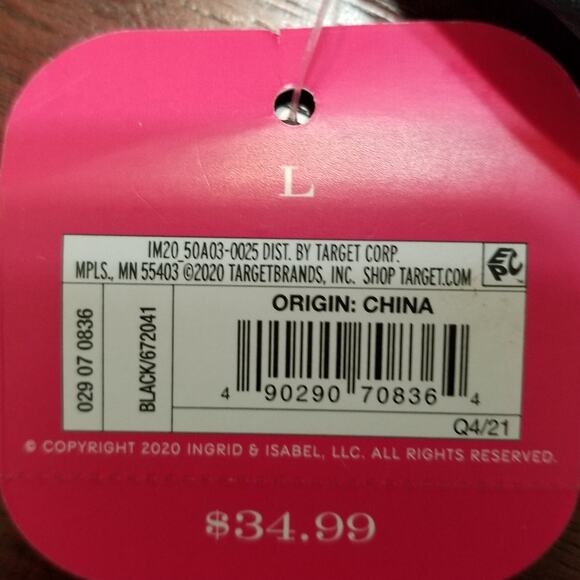 L
IM20_50A03-0025 DIST. BY TARGET CORP.
MPLS., MN 55403 ©2020 TARGETBRANDS, INC. SHOP TARGET.COM
EPC™
029 07 0836
BLACK/672041
ORIGIN: CHINA
4 90290 70836 4
Q4/21
© COPYRIGHT 2020 INGRID & ISABEL, LLC. ALL RIGHTS RESERVED.
$34.99